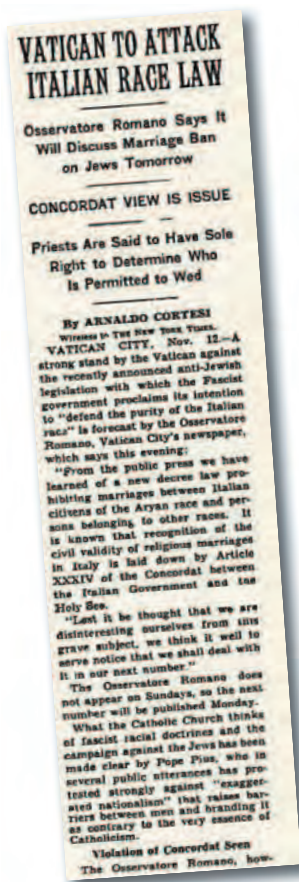 VATICAN TO ATTACK
ITALIAN RACE LAW
Osservatore Romano Says It
Will Discuss Marriage Ban
on Jews Tomorrow
CONCORDAT VIEW IS ISSUE
Priests Are Said to Have Sole
Right to Determine Who
Is Permitted to Wed
By ARNALDO CORTESI
Wireless to THE NEW YORK TIMES.
VATICAN CITY, Nov. 12.—A
strong stand by the Vatican against
the recently announced anti-Jewish
legislation with which the Fascist
government proclaims its intention
to "defend the purity of the Italian
race" is forecast by the Osservatore
Romano, Vatican City's newspaper,
which says this evening:
"From the public press we have
learned of a new decree law pro-
hibiting marriages between Italian
citizens of the Aryan race and per-
sons belonging to other races. It
is known that recognition of the
civil validity of religious marriages
in Italy is laid down by Article
XXXIV of the Concordat between
the Italian Government and the
Holy See.
"Lest it be thought that we are
disinteresting ourselves from this
grave subject, we think it well to
serve notice that we shall deal with
it in our next number."
The Osservatore Romano does
not appear on Sundays, so the next
number will be published Monday.
What the Catholic Church thinks
of fascist racial doctrines and the
campaign against the Jews has been
made clear by Pope Pius, who in
several public utterances has pro-
tested strongly against "exagger-
ated nationalism" that raises bar-
riers between men and branding it
as contrary to the very essence of
Catholicism.
Violation of Concordat Seen
The Osservatore Romano, how-